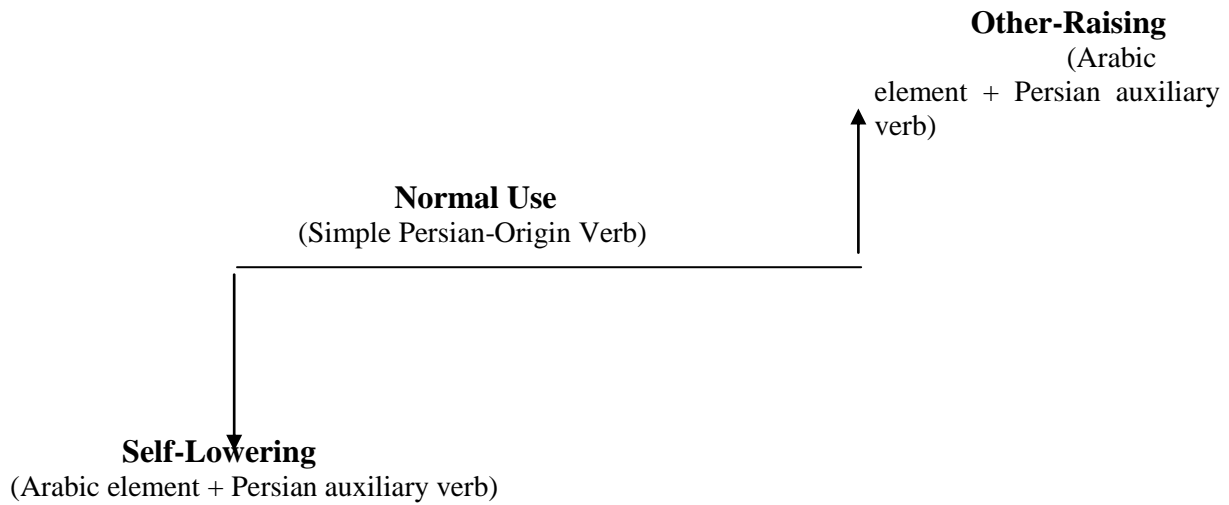 Other-Raising
(Arabic
element + Persian auxiliary
verb)
Normal Use
(Simple Persian-Origin Verb)
Self-Lowering
(Arabic element + Persian auxiliary verb)